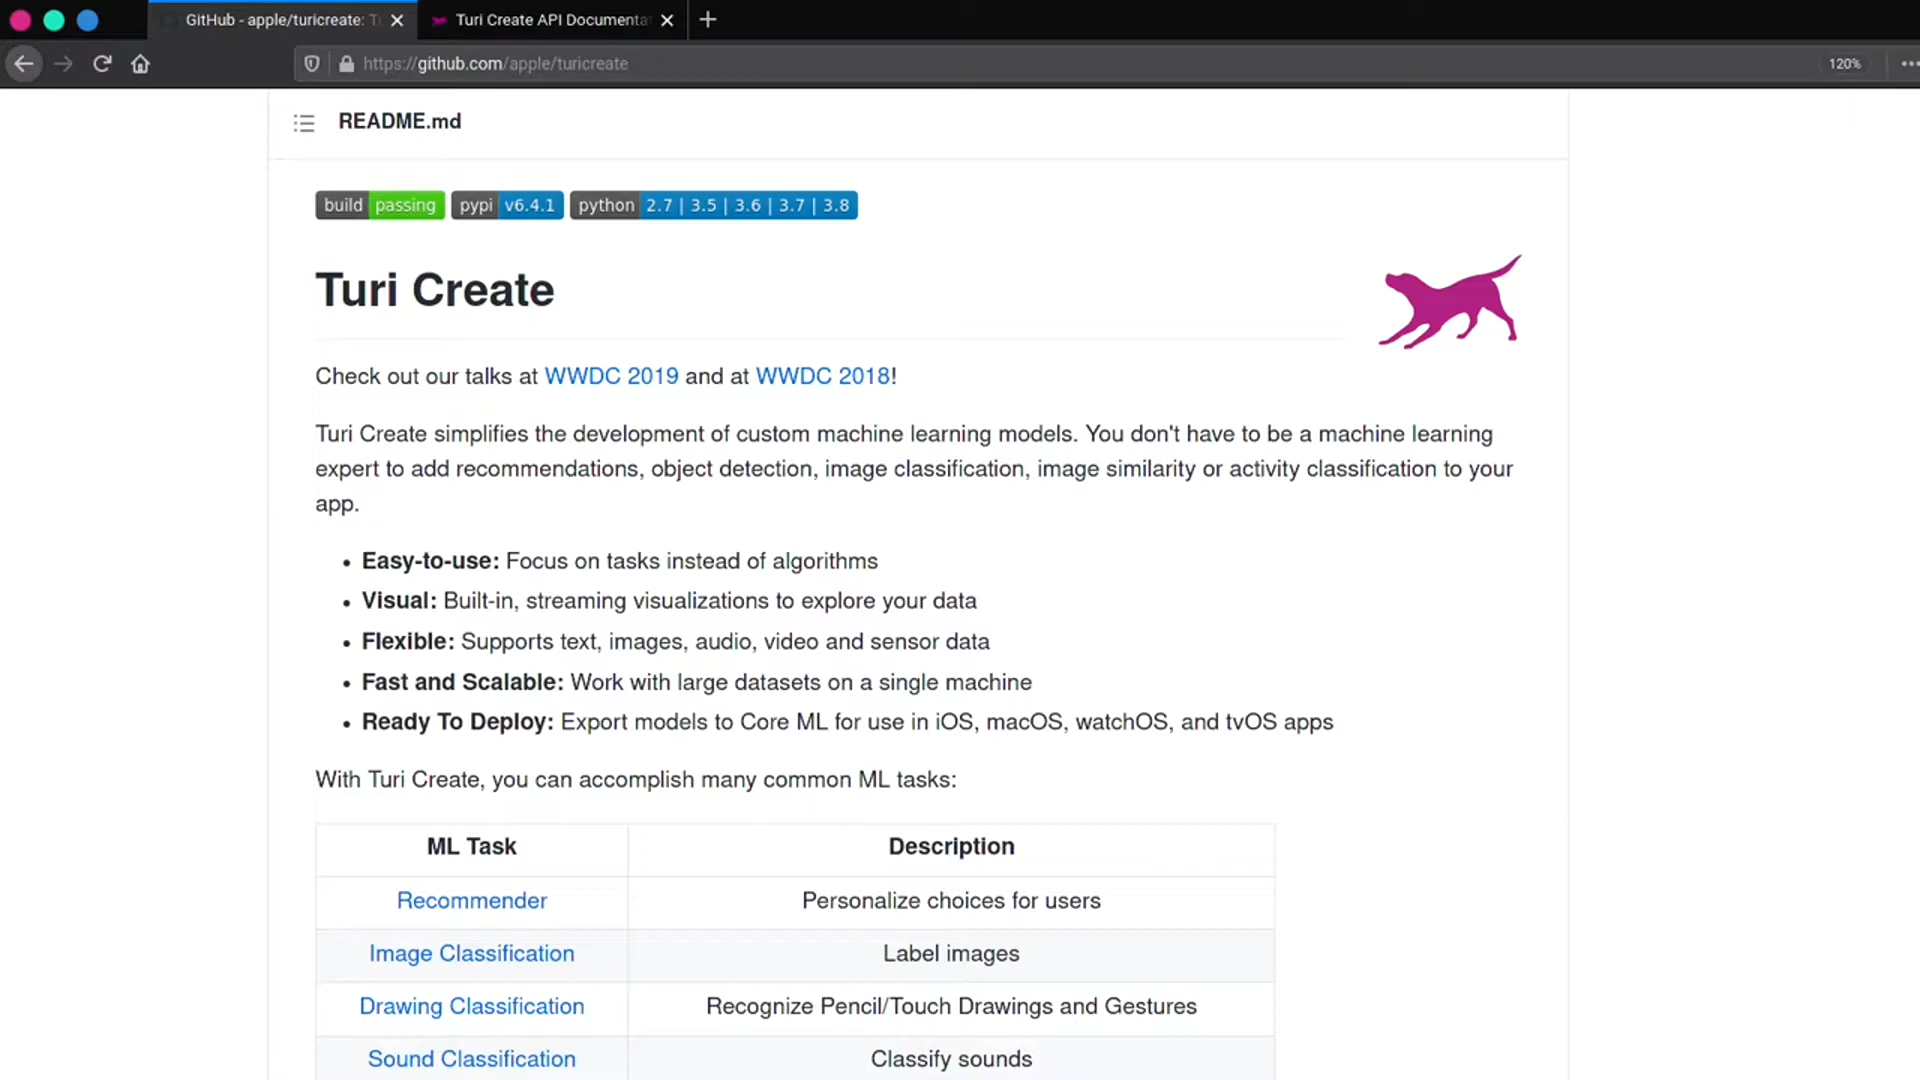 GitHub - apple/turicreate: T
Turi Create API Documenta
https://github.com/apple/turicreate
120%
README.md
build passing pypi v6.4.1 python 2.7 | 3.5 | 3.6 | 3.7 | 3.8
Turi Create
Check out our talks at WWDC 2019 and at WWDC 2018!
Turi Create simplifies the development of custom machine learning models. You don't have to be a machine learning
expert to add recommendations, object detection, image classification, image similarity or activity classification to your
app.
• Easy-to-use: Focus on tasks instead of algorithms
• Visual: Built-in, streaming visualizations to explore your data
• Flexible: Supports text, images, audio, video and sensor data
• Fast and Scalable: Work with large datasets on a single machine
• Ready To Deploy: Export models to Core ML for use in iOS, macOS, watchOS, and tvOS apps
With Turi Create, you can accomplish many common ML tasks:
ML Task Description
Recommender Personalize choices for users
Image Classification Label images
Drawing Classification Recognize Pencil/Touch Drawings and Gestures
Sound Classification Classify sounds